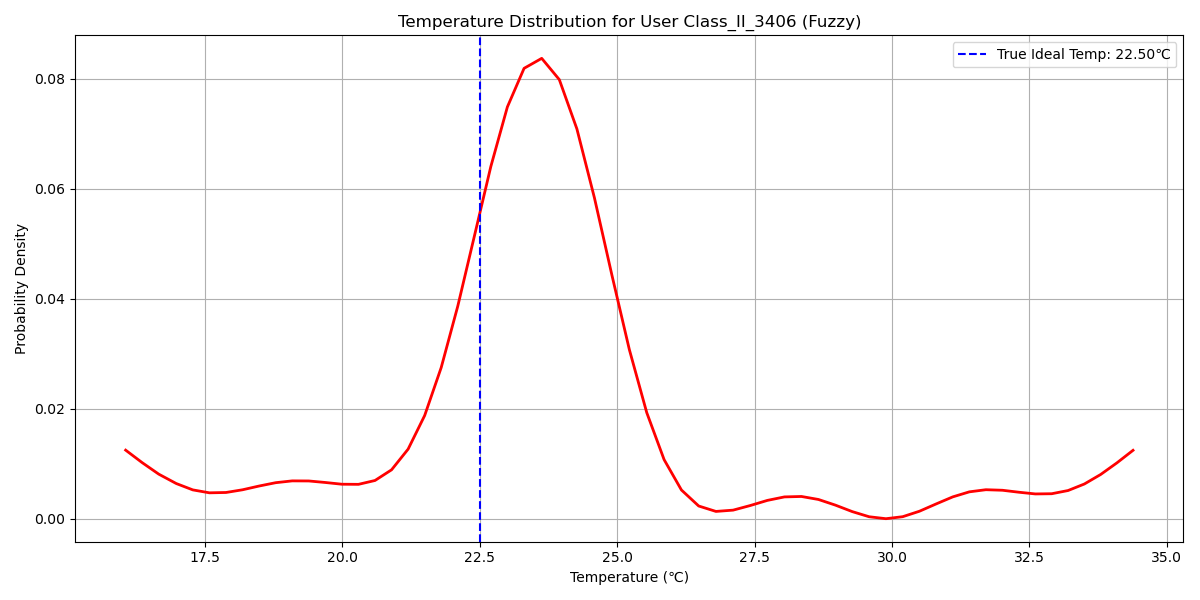 Temperature Distribution for User Class_II_3406 (Fuzzy)
True Ideal Temp: 22.50℃
Probability Density
0.08
0.06
0.04
0.02
0.00
17.5 20.0 22.5 25.0 27.5 30.0 32.5 35.0
Temperature (℃)